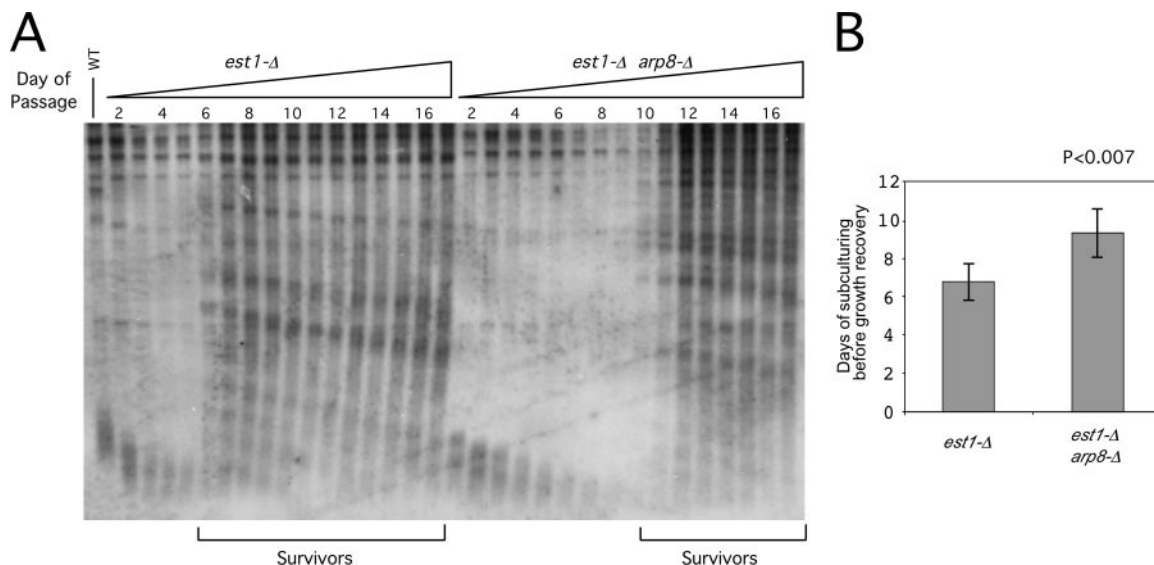 A
WT
est1-Δ
est1-Δ arp8-Δ
Day of
Passage
2 4 6 8 10 12 14 16 2 4 6 8 10 12 14 16
Survivors
Survivors
B
P<0.007
Days of subculturing
before growth recovery
12
10
8
6
4
2
0
est1-Δ
est1-Δ
arp8-Δ